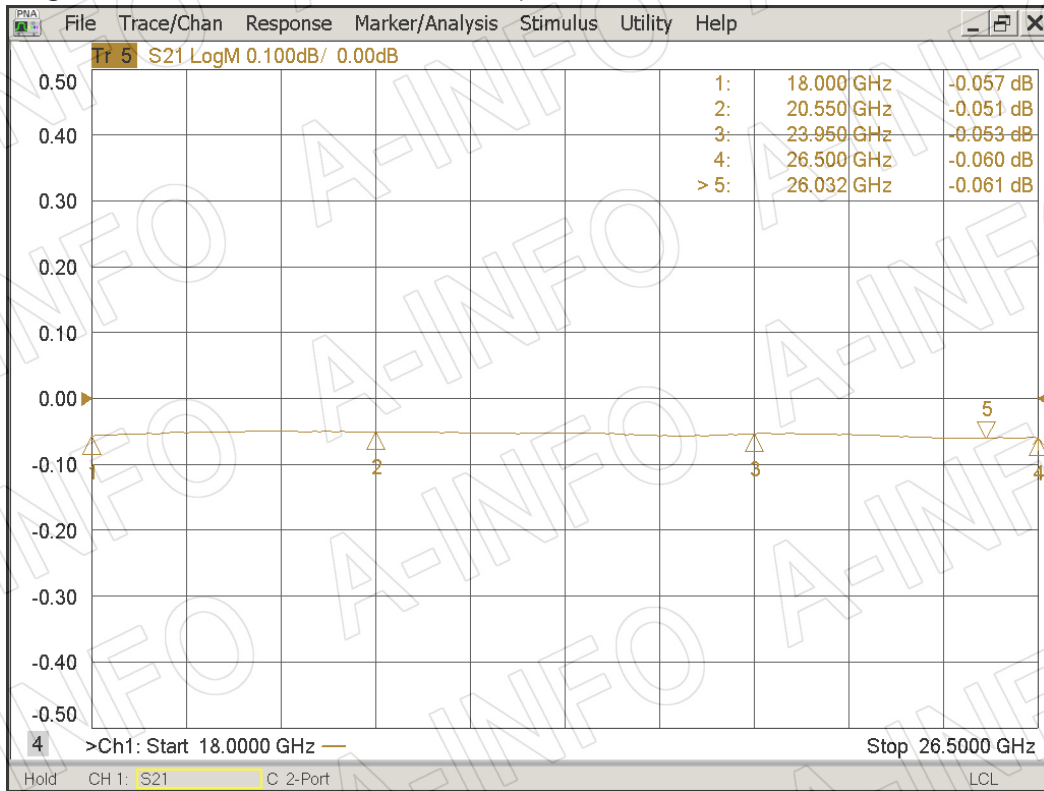 PNA File Trace/Chan Response Marker/Analysis Stimulus Utility Help
Tr 5 S21 LogM 0.100dB/ 0.00dB
0.50
0.40
0.30
0.20
0.10
0.00
-0.10
-0.20
-0.30
-0.40
-0.50
1: 18.000 GHz -0.057 dB
2: 20.550 GHz -0.051 dB
3: 23.950 GHz -0.053 dB
4: 26.500 GHz -0.060 dB
> 5: 26.032 GHz -0.061 dB
1
2
3
5
4
4 >Ch1: Start 18.0000 GHz — Stop 26.5000 GHz
Hold CH 1: S21 C 2-Port LCL
A-INFO